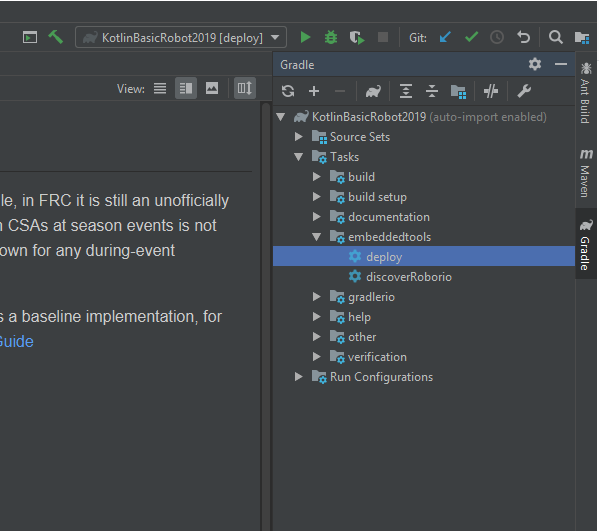 KotlinBasicRobot2019 [deploy]
Git:
View:
le, in FRC it is still an unofficially
CSAs at season events is not
own for any during-event
s a baseline implementation, for
Guide
Gradle
KotlinBasicRobot2019 (auto-import enabled)
Source Sets
Tasks
build
build setup
documentation
embeddedtools
deploy
discoverRoborio
gradlerio
help
other
verification
Run Configurations
Ant Build
Maven
Gradle